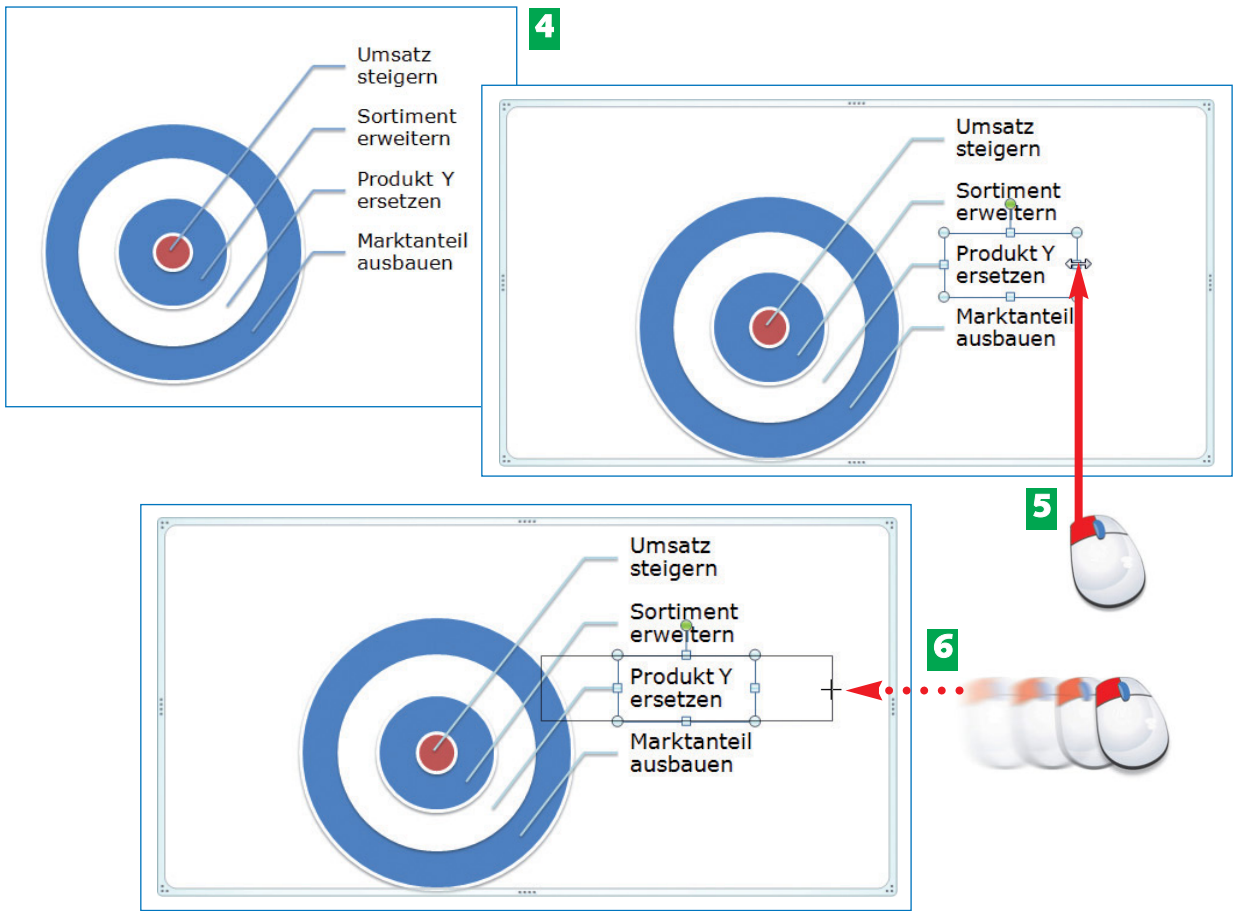 4
Umsatz
steigern
Sortiment
erweitern
Produkt Y
ersetzen
Marktanteil
ausbauen
Umsatz
steigern
Sortiment
erweitern
Produkt Y
ersetzen
Marktanteil
ausbauen
5
Umsatz
steigern
Sortiment
erweitern
6
Produkt Y
ersetzen
Marktanteil
ausbauen